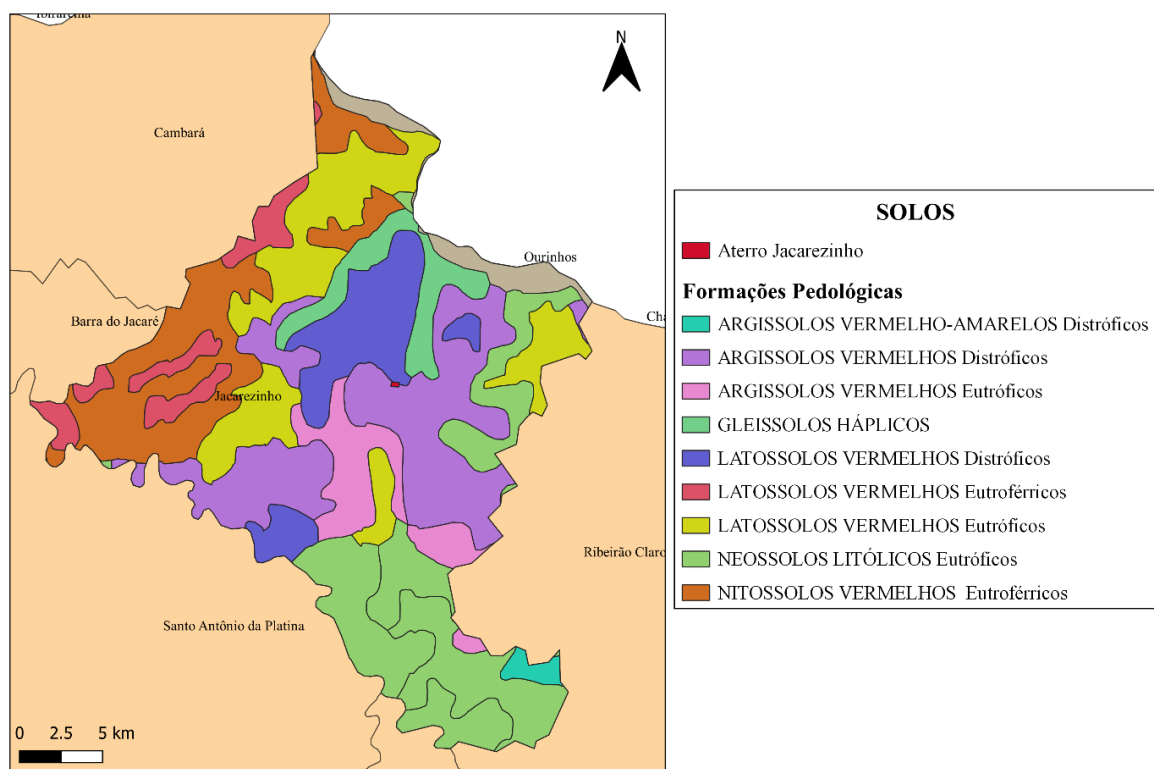 N
Cambará
Ourinhos
Barra do Jacaré
Jacarezinho
Ribeirão Claro
Santo Antônio da Platina
0 2.5 5 km
SOLOS
Aterro Jacarezinho
Formações Pedológicas
ARGISSOLOS VERMELHO-AMARELOS Distróficos
ARGISSOLOS VERMELHOS Distróficos
ARGISSOLOS VERMELHOS Eutróficos
GLEISSOLOS HÁPLICOS
LATOSSOLOS VERMELHOS Distróficos
LATOSSOLOS VERMELHOS Eutroférricos
LATOSSOLOS VERMELHOS Eutróficos
NEOSSOLOS LITÓLICOS Eutróficos
NITOSSOLOS VERMELHOS Eutroférricos